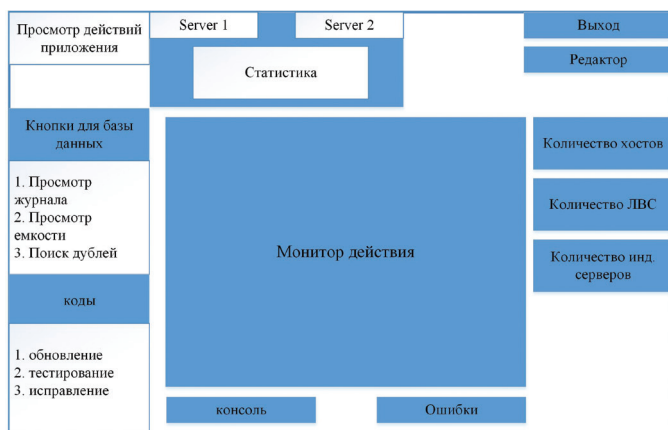 Просмотр действий
приложения
Server 1
Server 2
Статистика
Выход
Редактор
Кнопки для базы
данных
1. Просмотр
журнала
2. Просмотр
емкости
3. Поиск дублей
коды
1. обновление
2. тестирование
3. исправление
Монитор действия
Количество хостов
Количество ЛВС
Количество инд.
серверов
консоль
Ошибки